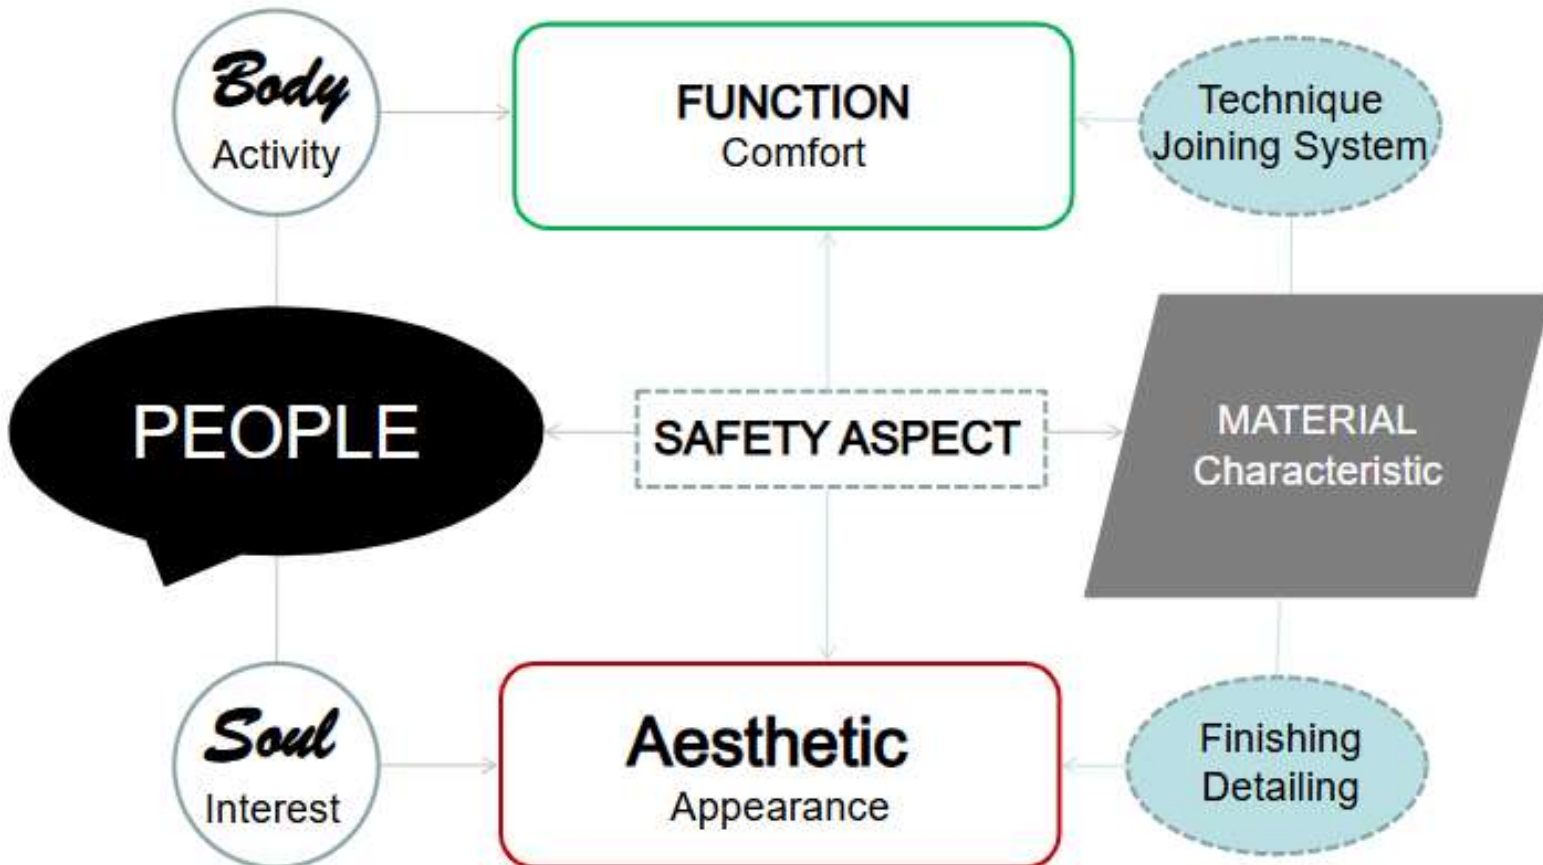 Body
Activity
FUNCTION
Comfort
Technique
Joining System
PEOPLE
SAFETY ASPECT
MATERIAL
Characteristic
Soul
Interest
Aesthetic
Appearance
Finishing
Detailing